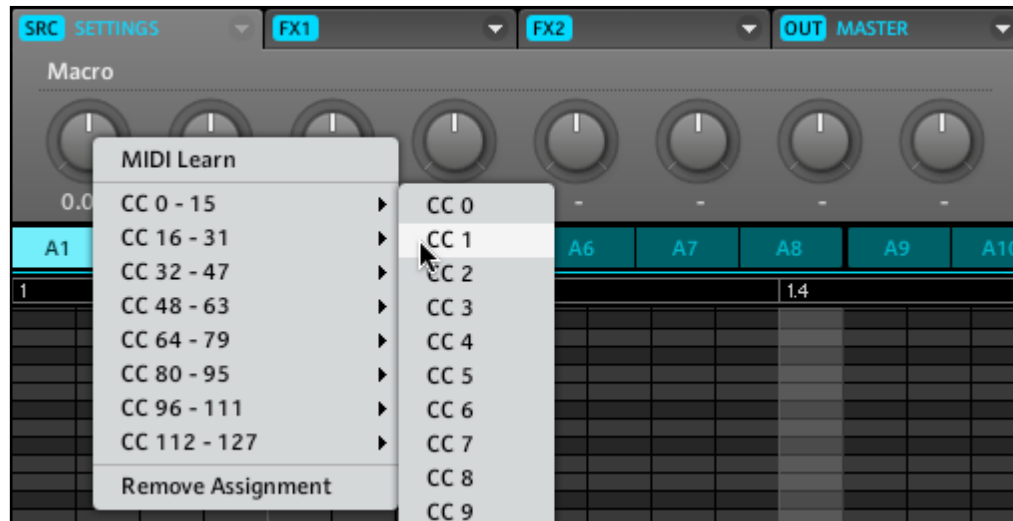 SRC SETTINGS FX1 FX2 OUT MASTER
Macro
MIDI Learn
0.0 - - - -
CC 0 - 15
CC 16 - 31
CC 32 - 47
CC 48 - 63
CC 64 - 79
CC 80 - 95
CC 96 - 111
CC 112 - 127
Remove Assignment
CC 0
CC 1
CC 2
CC 3
CC 4
CC 5
CC 6
CC 7
CC 8
CC 9
A1 A6 A7 A8 A9 A10
1 1.4